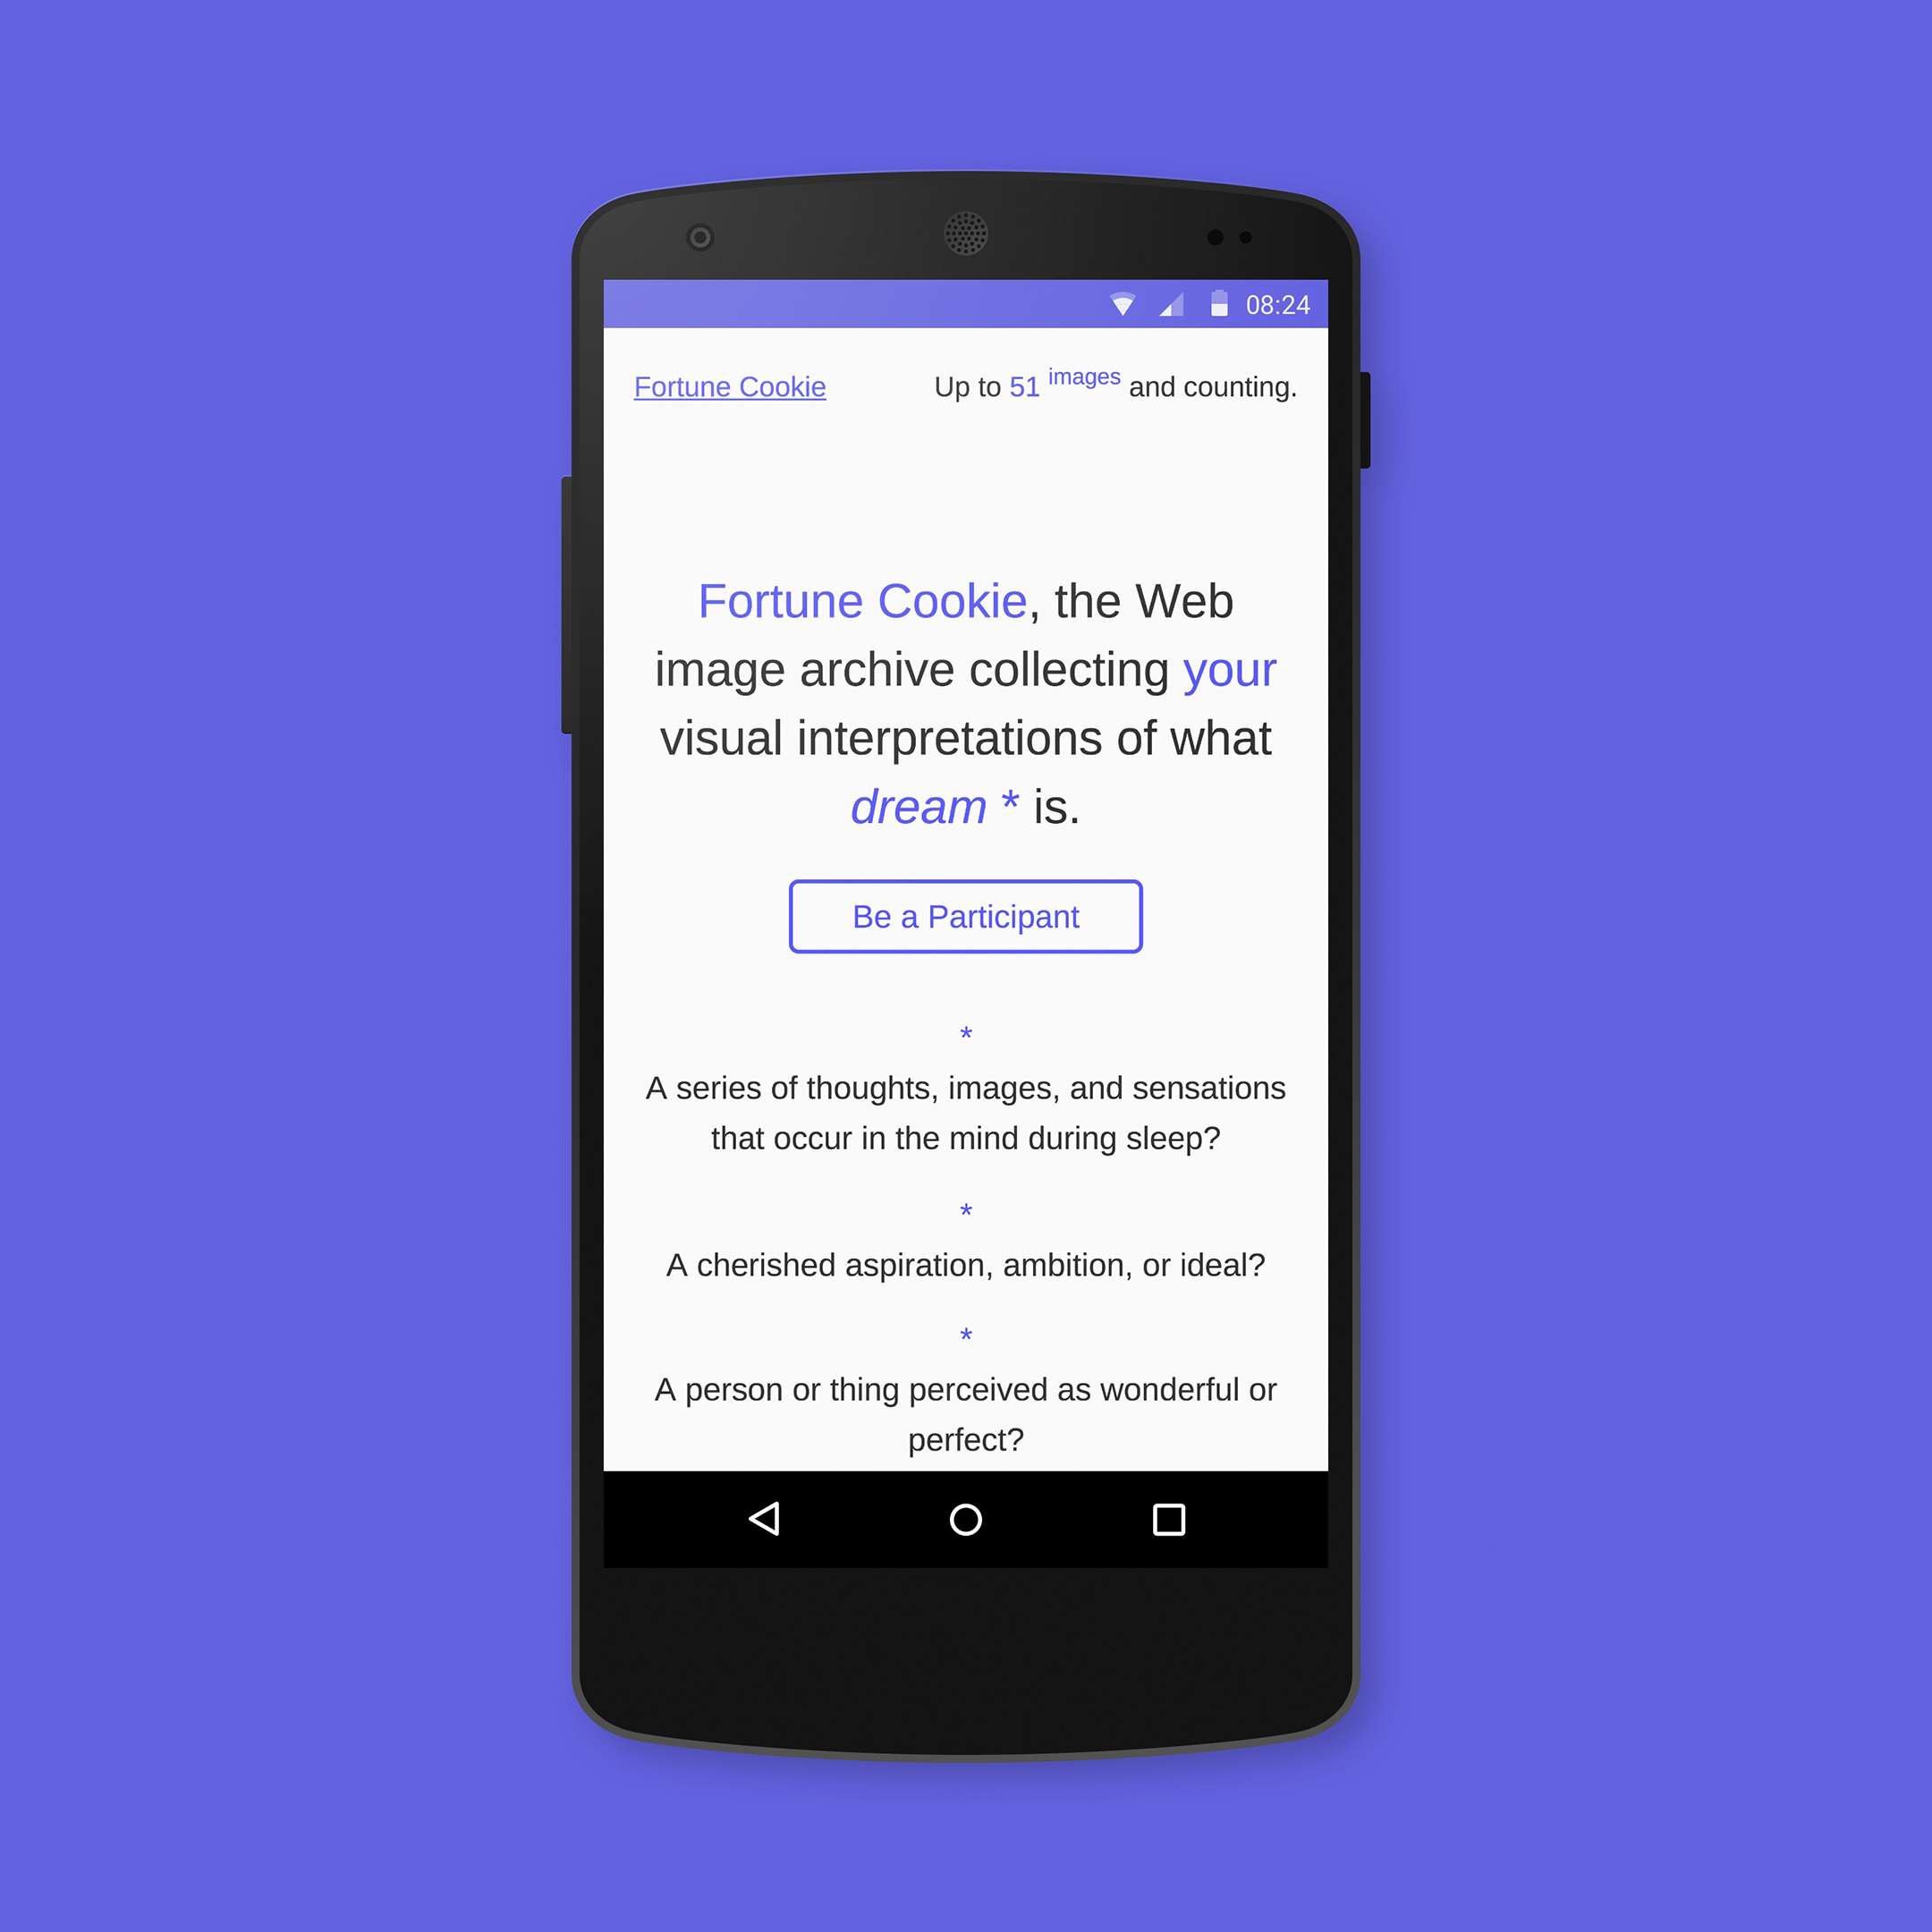 08:24
Fortune Cookie
Up to 51 images and counting.
Fortune Cookie, the Web
image archive collecting your
visual interpretations of what
dream * is.
Be a Participant
*
A series of thoughts, images, and sensations
that occur in the mind during sleep?
*
A cherished aspiration, ambition, or ideal?
*
A person or thing perceived as wonderful or
perfect?